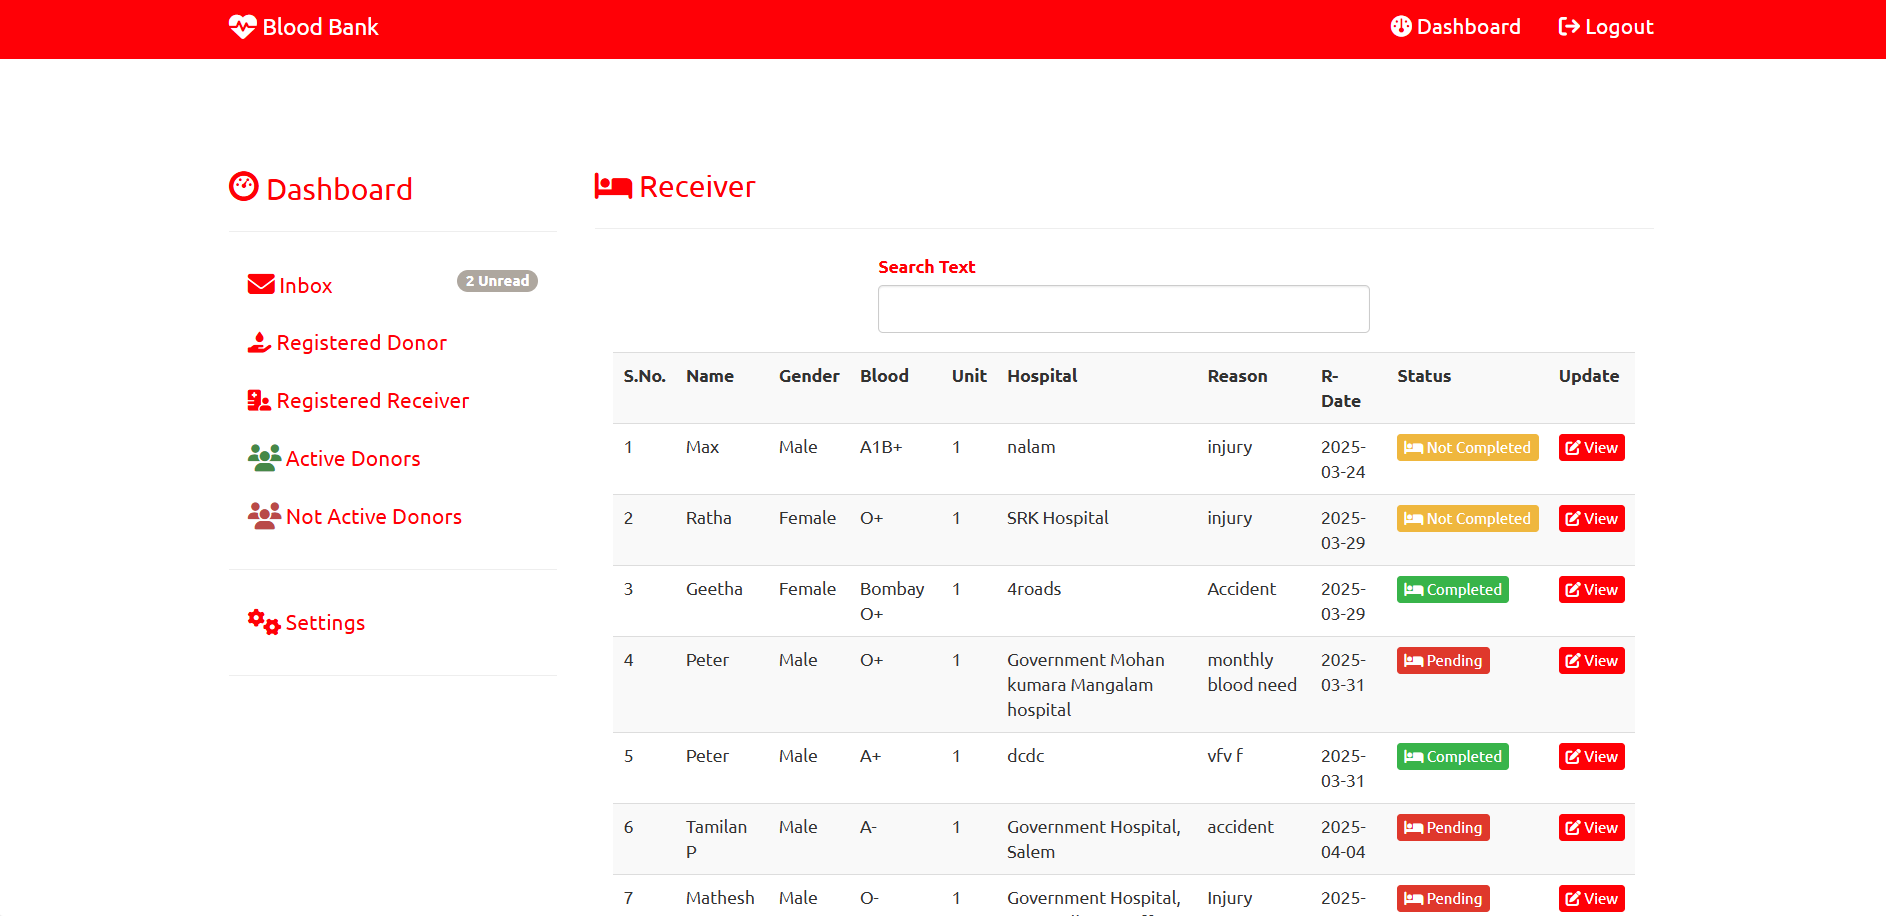 Blood Bank
Dashboard
Logout
Dashboard
Inbox
2 Unread
Registered Donor
Registered Receiver
Active Donors
Not Active Donors
Settings
Receiver
Search Text
S.No. Name Gender Blood Unit Hospital Reason R-
Date Status Update
1 Max Male A1B+ 1 nalam injury 2025-
03-24 Not Completed View
2 Ratha Female O+ 1 SRK Hospital injury 2025-
03-29 Not Completed View
3 Geetha Female Bombay
O+ 1 4roads Accident 2025-
03-29 Completed View
4 Peter Male O+ 1 Government Mohan
kumara Mangalam
hospital monthly
blood need 2025-
03-31 Pending View
5 Peter Male A+ 1 dcdc vfv f 2025-
03-31 Completed View
6 Tamilan
P Male A- 1 Government Hospital,
Salem accident 2025-
04-04 Pending View
7 Mathesh Male O- 1 Government Hospital, Injury 2025- Pending View